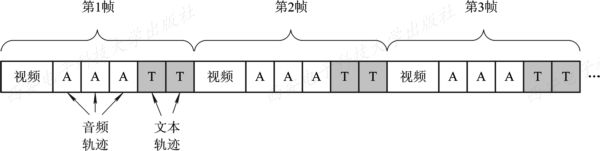 第1帧 第2帧 第3帧
视频 A A A T T 视频 A A A T T 视频 A A A T T ···
音频 文本
轨迹 轨迹